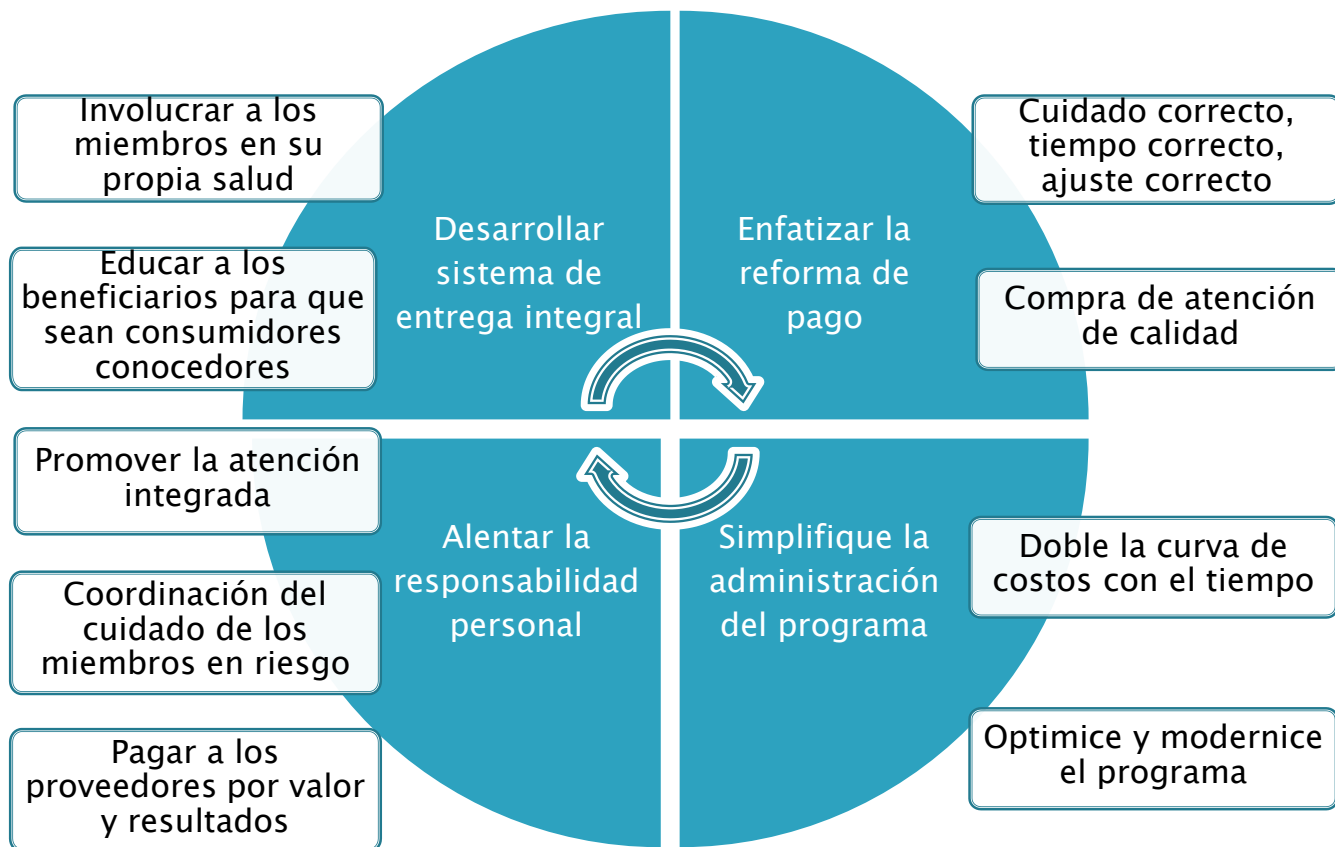 Involucrar a los
miembros en su
propia salud
Educar a los
beneficiarios para que
sean consumidores
conocedores
Promover la atención
integrada
Coordinación del
cuidado de los
miembros en riesgo
Pagar a los
proveedores por valor
y resultados
Desarrollar
sistema de
entrega integral
Enfatizar la
reforma de
pago
Alentar la
responsabilidad
personal
Simplifique la
administración
del programa
Cuidado correcto,
tiempo correcto,
ajuste correcto
Compra de atención
de calidad
Doble la curva de
costos con el tiempo
Optimice y modernice
el programa